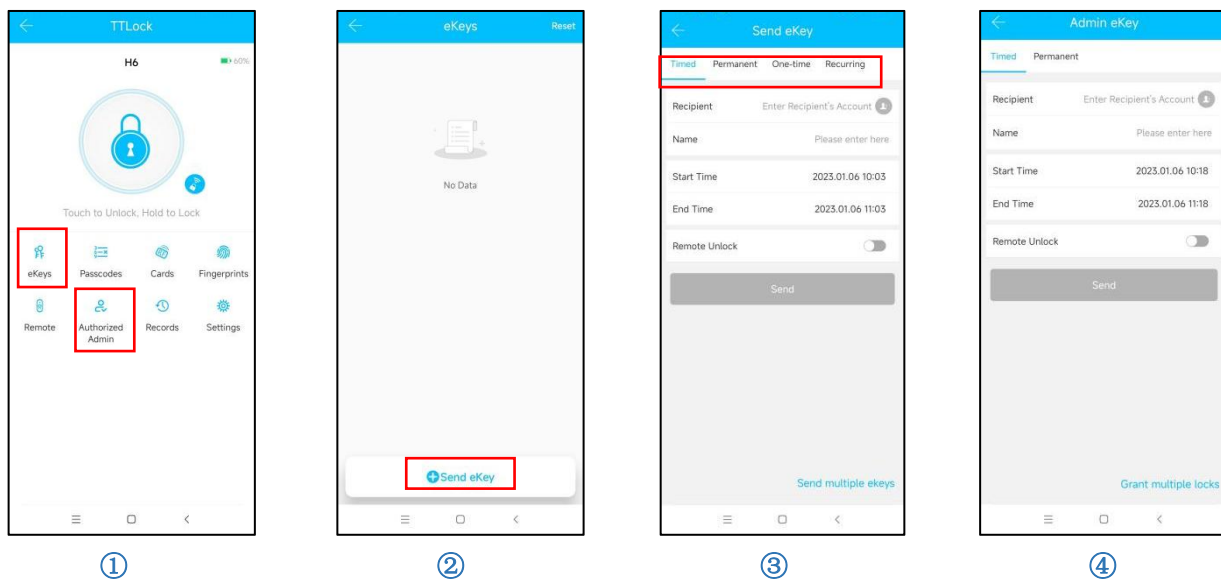 TTLock
H6
60%
Touch to Unlock, Hold to Lock
eKeys Passcodes Cards Fingerprints
Remote Authorized Admin Records Settings
①
eKeys Reset
No Data
Send eKey
②
Send eKey
Timed Permanent One-time Recurring
Recipient Enter Recipient's Account
Name Please enter here
Start Time 2023.01.06 10:03
End Time 2023.01.06 11:03
Remote Unlock
Send
Send multiple ekeys
③
Admin eKey
Timed Permanent
Recipient Enter Recipient's Account
Name Please enter here
Start Time 2023.01.06 10:18
End Time 2023.01.06 11:18
Remote Unlock
Send
Grant multiple locks
④